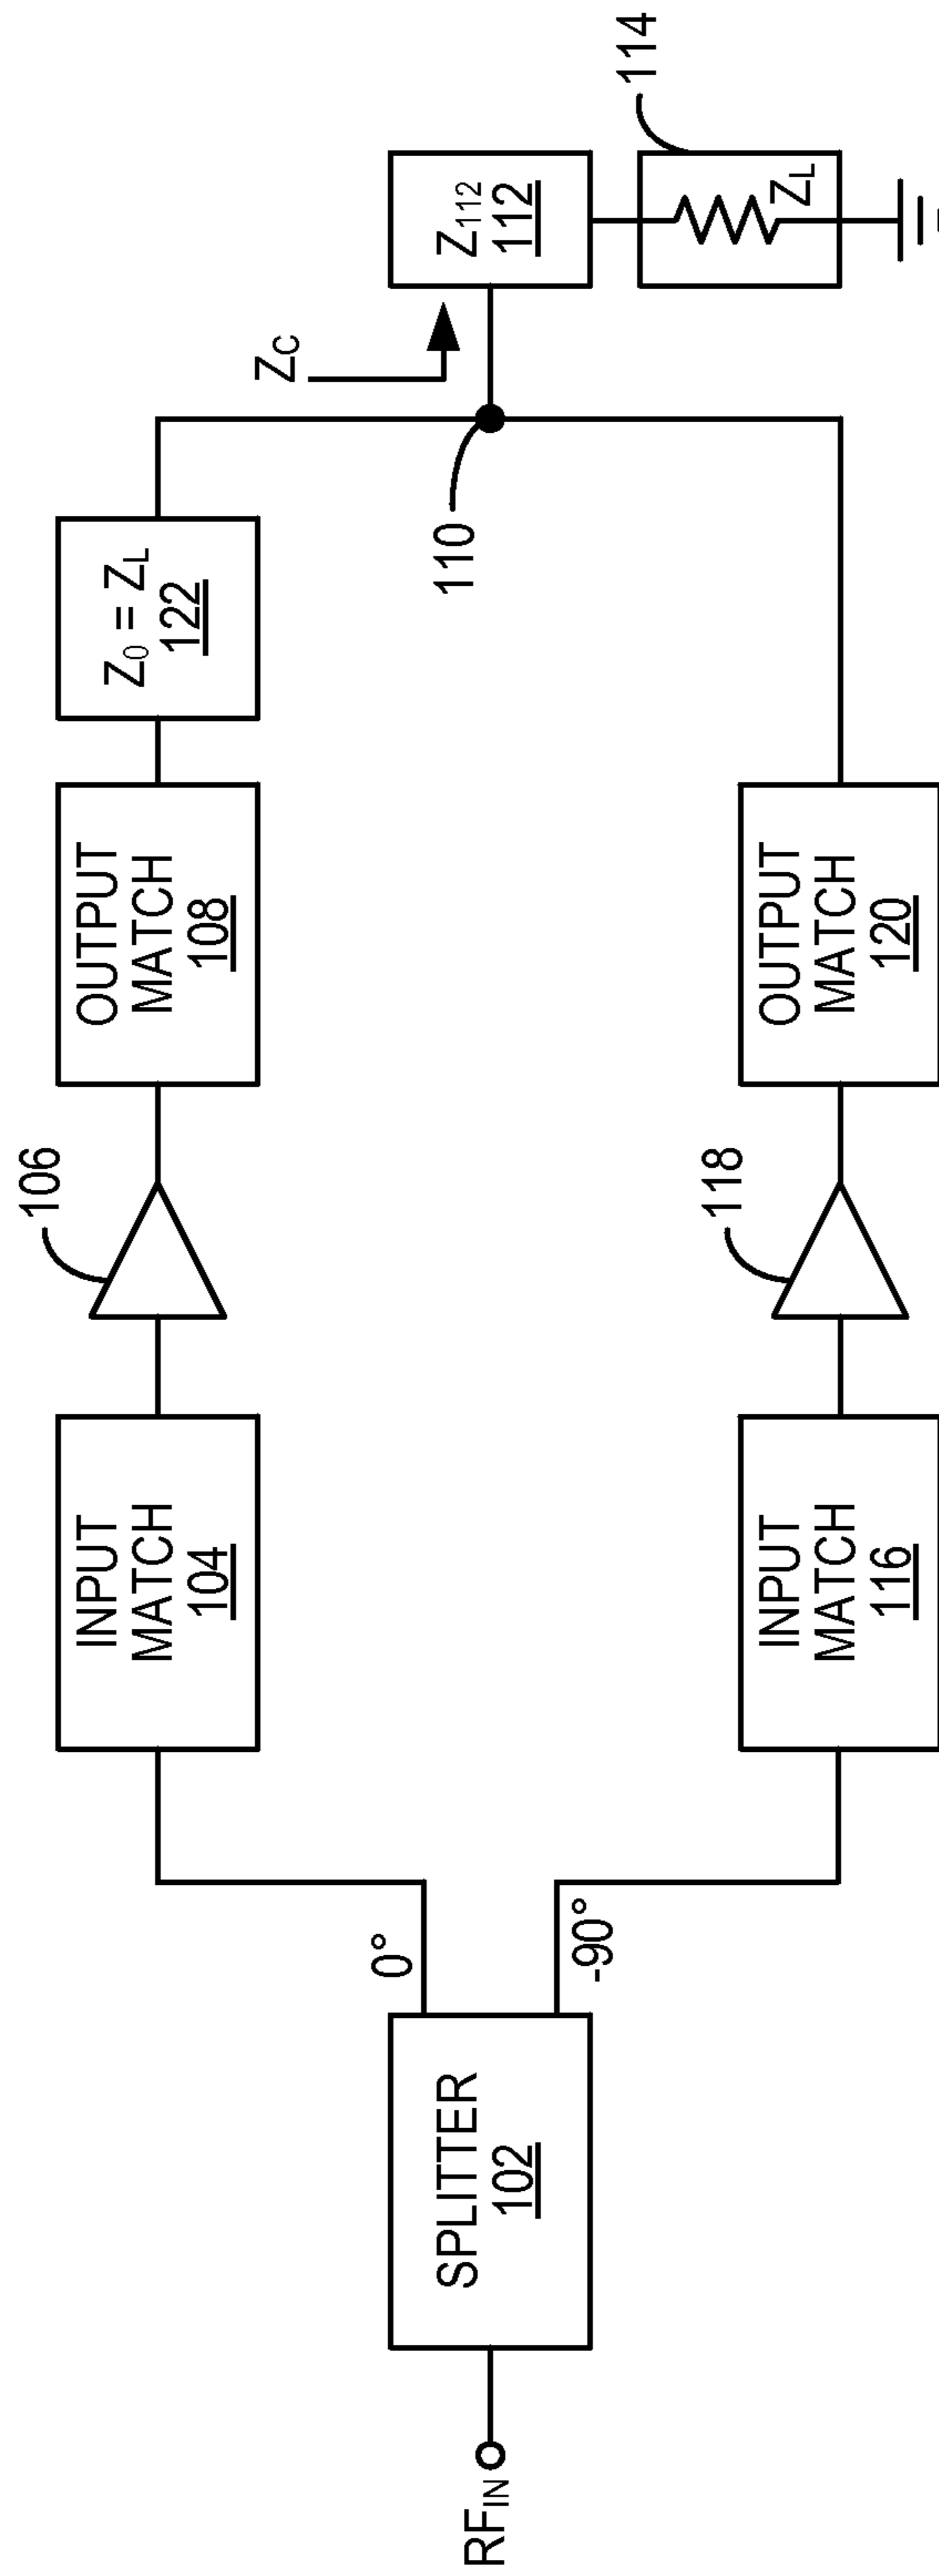 RF_IN
SPLITTER
102
0°
-90°
INPUT
MATCH
104
106
OUTPUT
MATCH
108
Z_0 = Z_L
122
INPUT
MATCH
116
118
OUTPUT
MATCH
120
110
Z_C
Z_112
112
Z_L
114